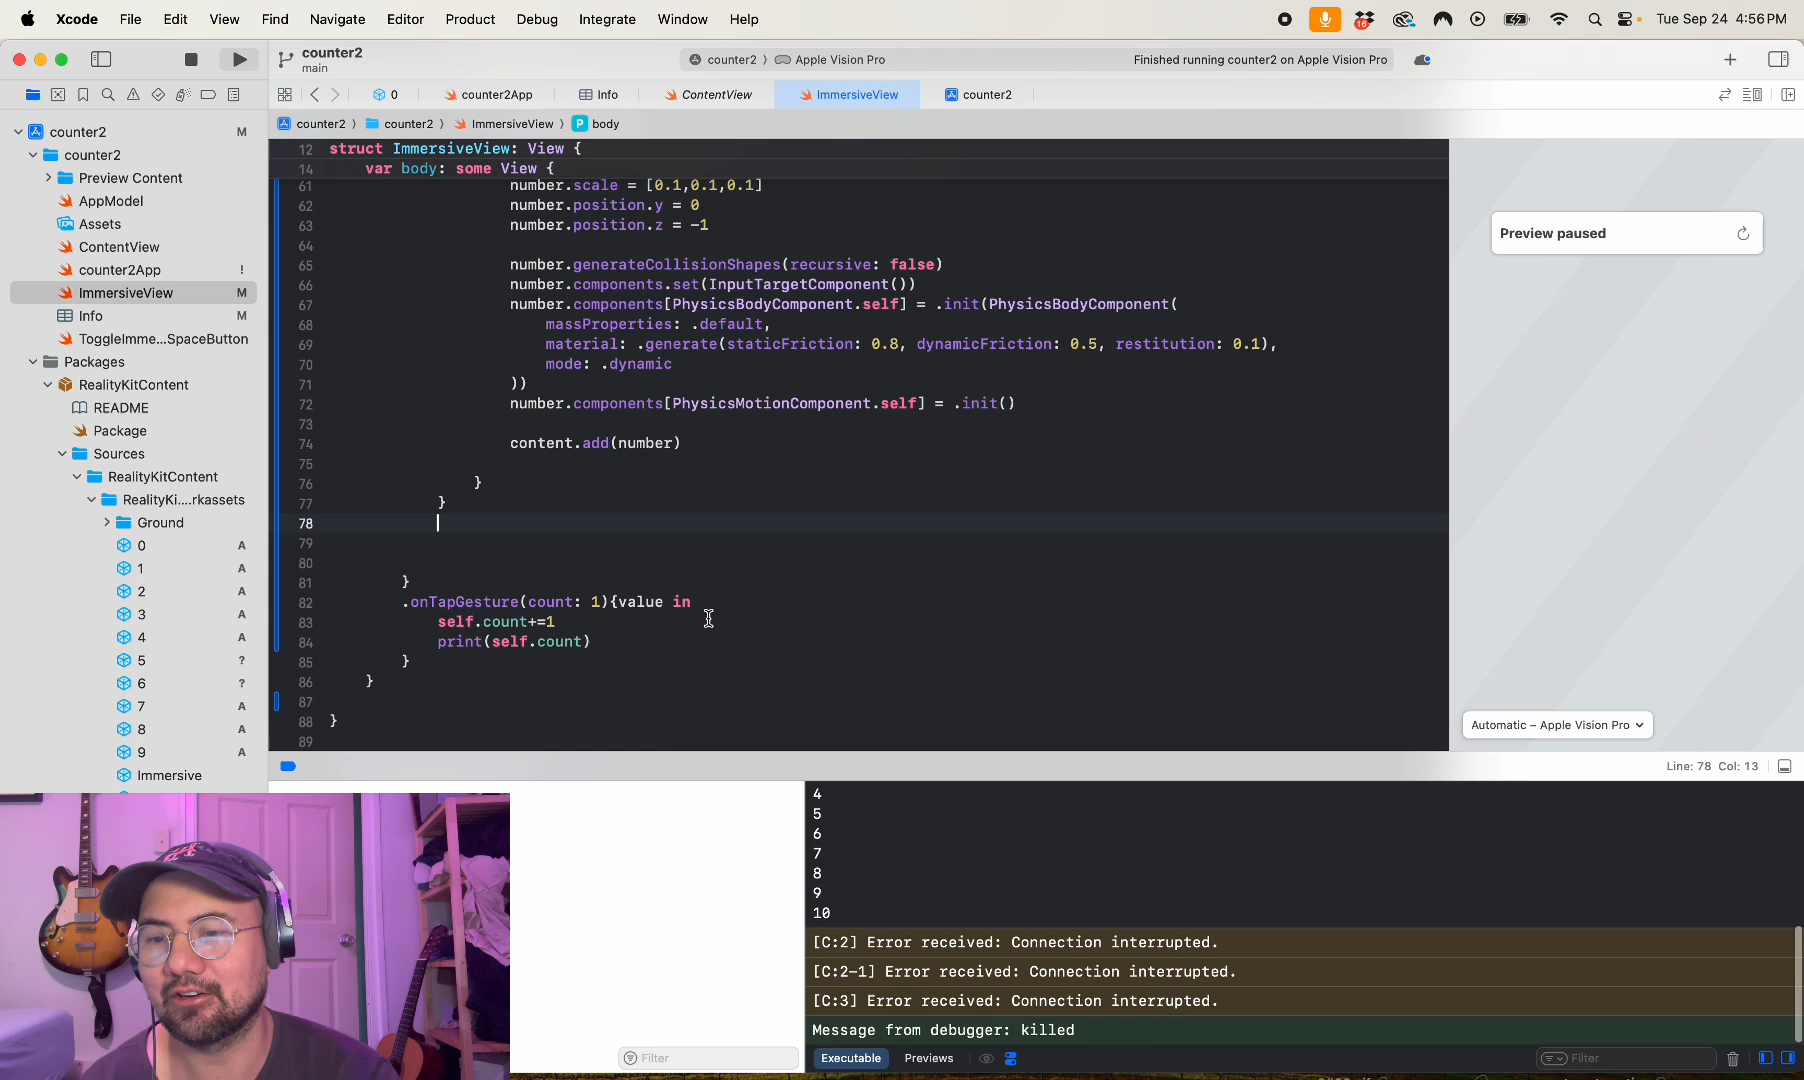 Xcode File Edit View Find Navigate Editor Product Debug Integrate Window Help 16 Tue Sep 24 4:56 PM
counter2
main
counter2 〉 Apple Vision Pro
Finished running counter2 on Apple Vision Pro
0 counter2App Info ContentView ImmersiveView counter2
counter2 〉 counter2 〉 ImmersiveView 〉 P body
counter2 M
counter2
Preview Content
AppModel
Assets
ContentView
counter2App !
ImmersiveView M
Info M
ToggleImme...SpaceButton
Packages
RealityKitContent
README
Package
Sources
RealityKitContent
RealityKi....rkassets
Ground
0 A
1 A
2 A
3 A
4 A
5 ?
6 ?
7 A
8 A
9 A
Immersive
12 struct ImmersiveView: View {
14 var body: some View {
61 number.scale = [0.1,0.1,0.1]
62 number.position.y = 0
63 number.position.z = -1
64
65 number.generateCollisionShapes(recursive: false)
66 number.components.set(InputTargetComponent())
67 number.components[PhysicsBodyComponent.self] = .init(PhysicsBodyComponent(
68 massProperties: .default,
69 material: .generate(staticFriction: 0.8, dynamicFriction: 0.5, restitution: 0.1),
70 mode: .dynamic
71 ))
72 number.components[PhysicsMotionComponent.self] = .init()
73
74 content.add(number)
75
76 }
77 }
78
79
80
81 }
82 .onTapGesture(count: 1){value in
83 self.count+=1
84 print(self.count)
85 }
86 }
87
88 }
89
Preview paused
Automatic – Apple Vision Pro
Line: 78 Col: 13
4
5
6
7
8
9
10
[C:2] Error received: Connection interrupted.
[C:2-1] Error received: Connection interrupted.
[C:3] Error received: Connection interrupted.
Message from debugger: killed
Filter
Executable Previews
Filter